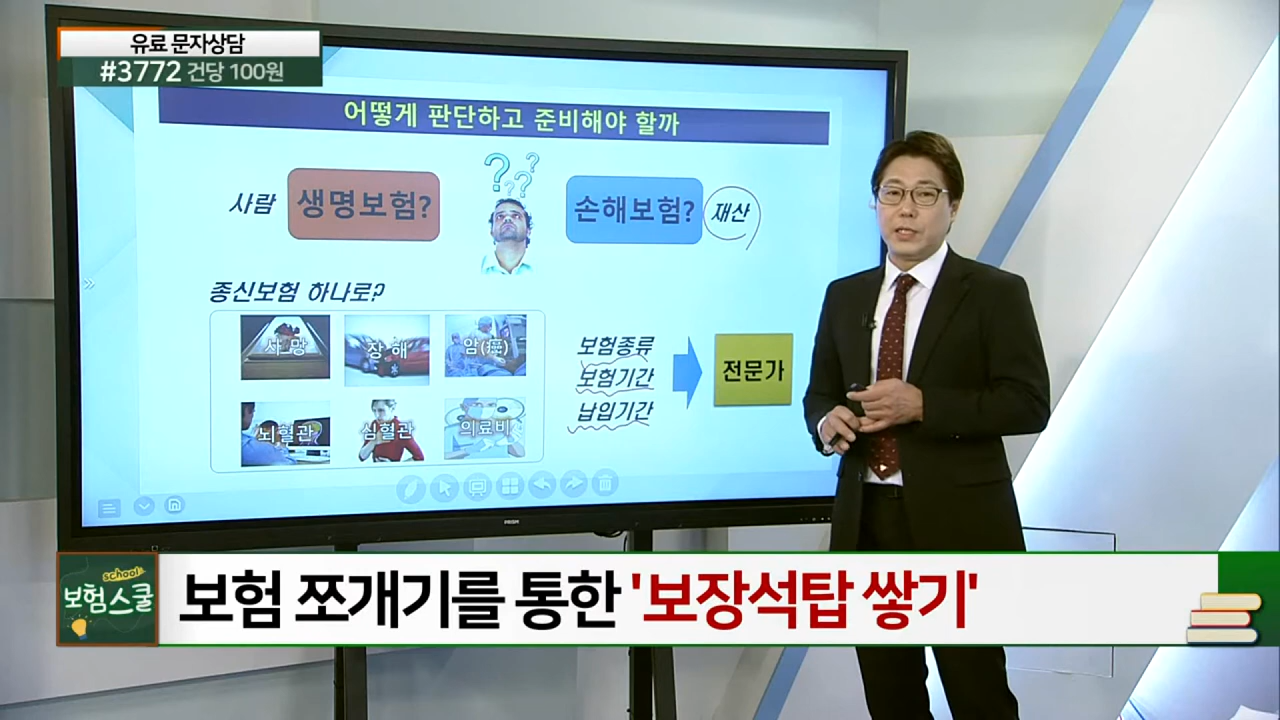 유료 문자상담
#3772 건당 100원
어떻게 판단하고 준비해야 할까
사람 생명보험? 손해보험? 재산
종신보험 하나로?
사 망 장 해 암(癌)
뇌혈관 심혈관 의료비
보험종류
보험기간
납입기간
전문가
PRISM
school
보험스쿨
보험 쪼개기를 통한 '보장석탑 쌓기'